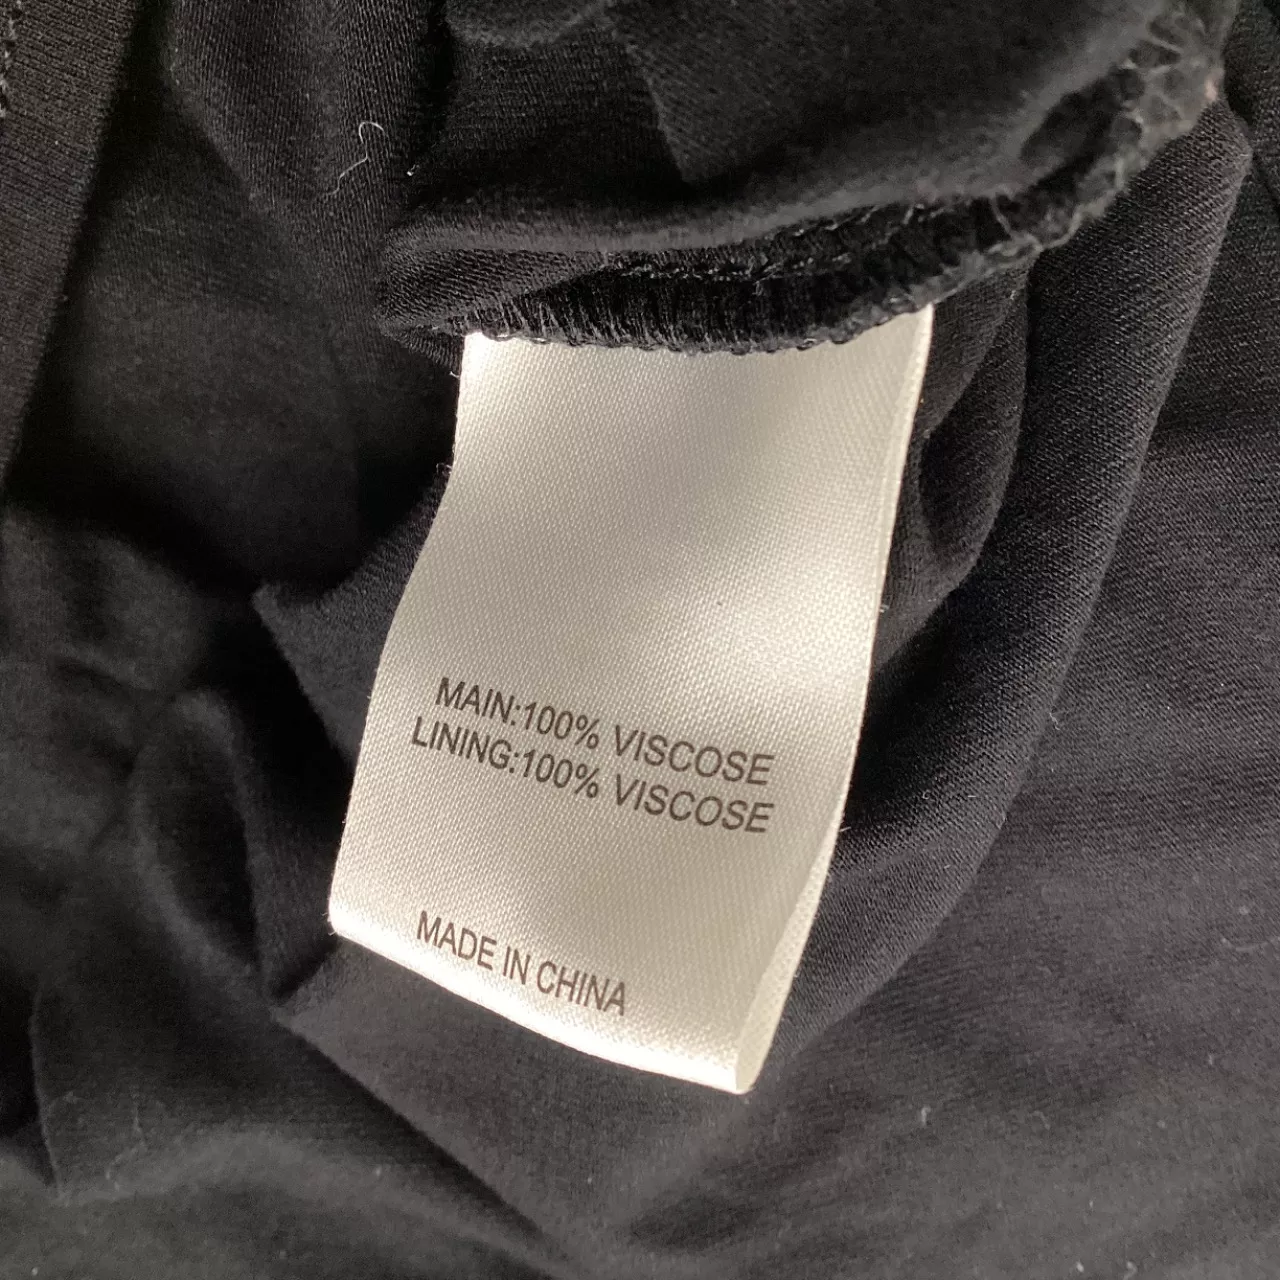 MAIN:100% VISCOSE
LINING:100% VISCOSE
MADE IN CHINA